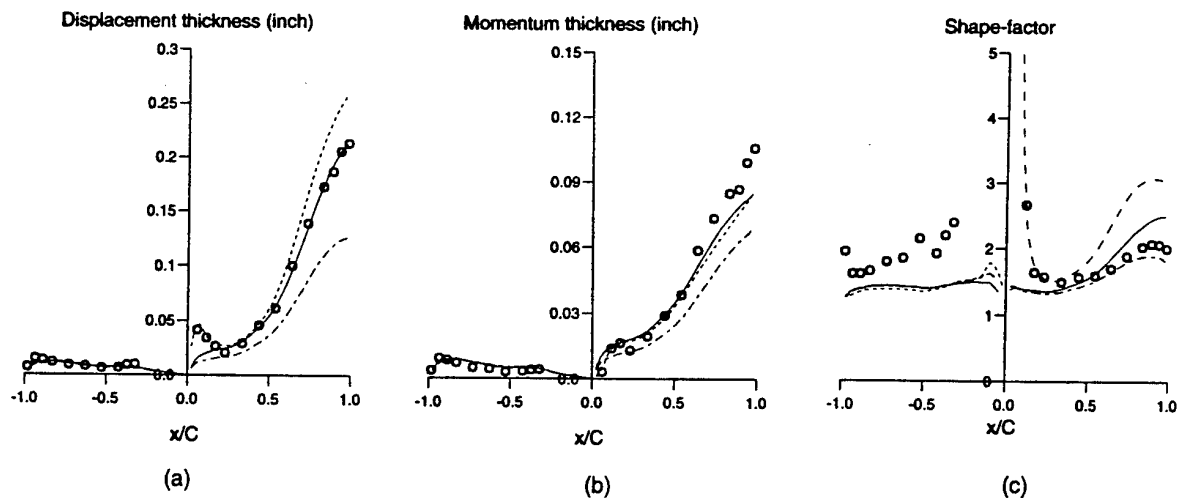 Displacement thickness (inch)
0.3
0.25
0.2
0.15
0.1
0.05
0.0
-1.0 -0.5 0.0 0.5 1.0
x/C
(a)
Momentum thickness (inch)
0.15
0.12
0.09
0.06
0.03
0.0
-1.0 -0.5 0.0 0.5 1.0
x/C
(b)
Shape-factor
5
4
3
2
1
0
-1.0 -0.5 0.0 0.5 1.0
x/C
(c)